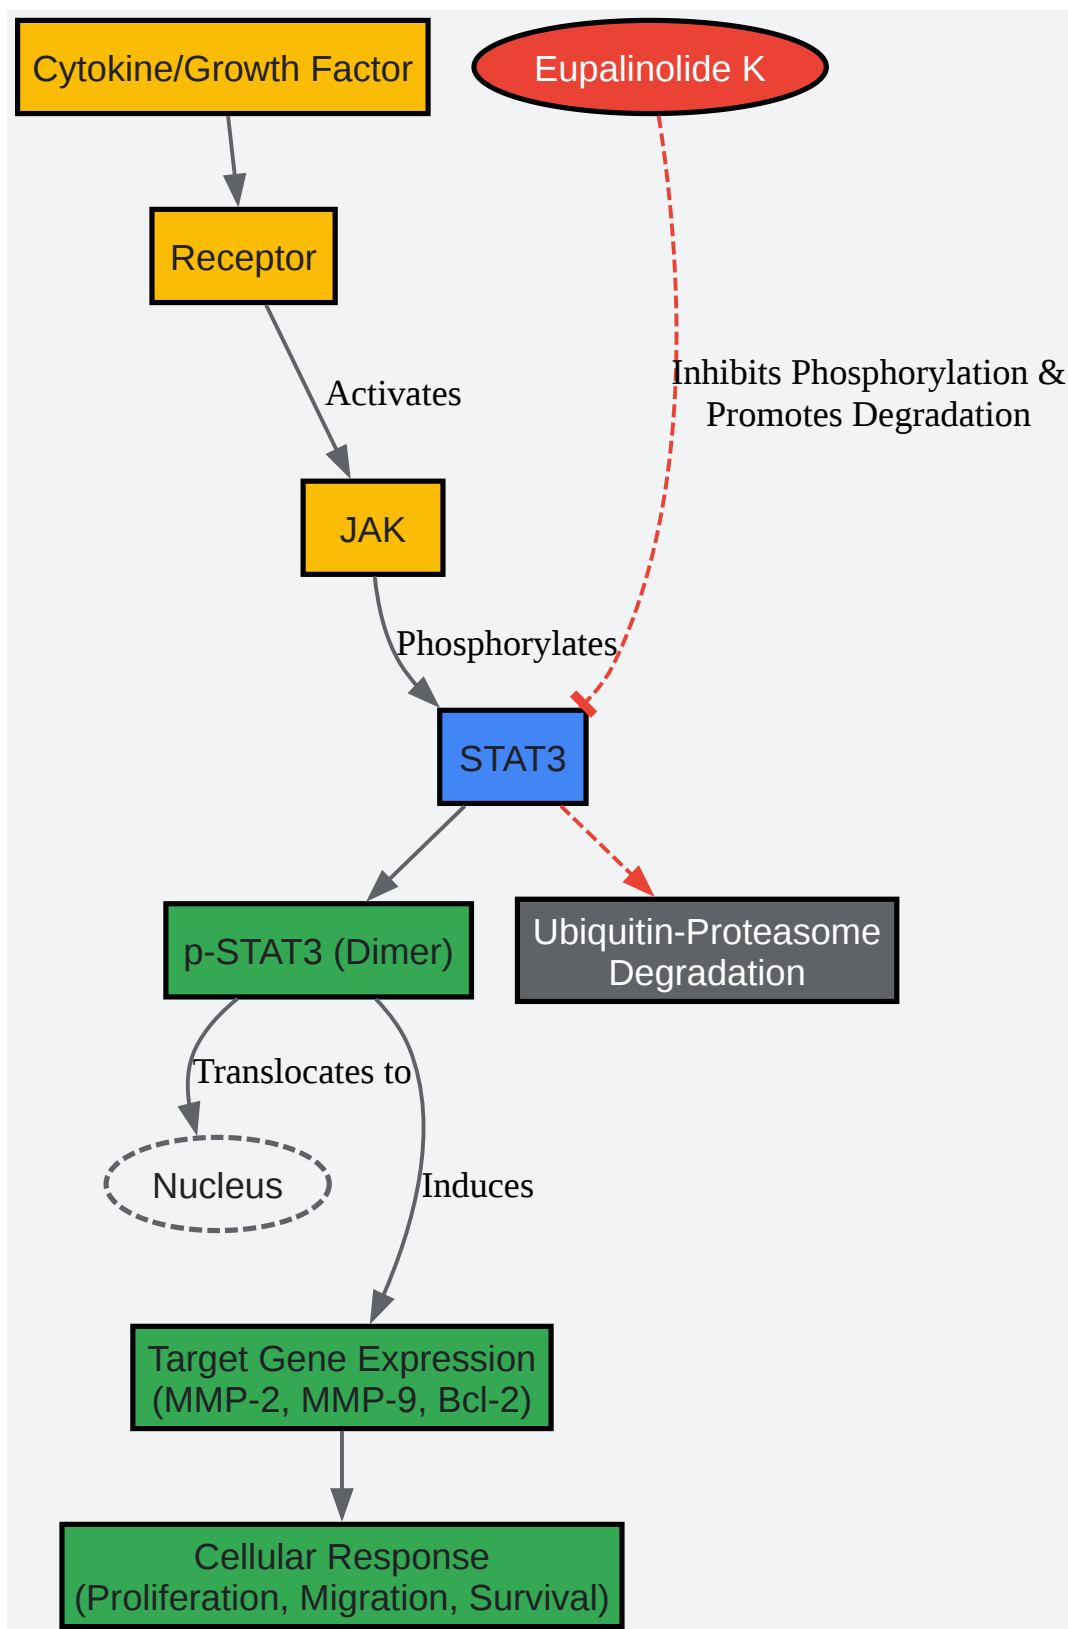 Cytokine/Growth Factor
Eupalinolide K
Receptor
Activates
Inhibits Phosphorylation &
Promotes Degradation
JAK
Phosphorylates
STAT3
p-STAT3 (Dimer)
Ubiquitin-Proteasome
Degradation
Translocates to
Nucleus
Induces
Target Gene Expression
(MMP-2, MMP-9, Bcl-2)
Cellular Response
(Proliferation, Migration, Survival)